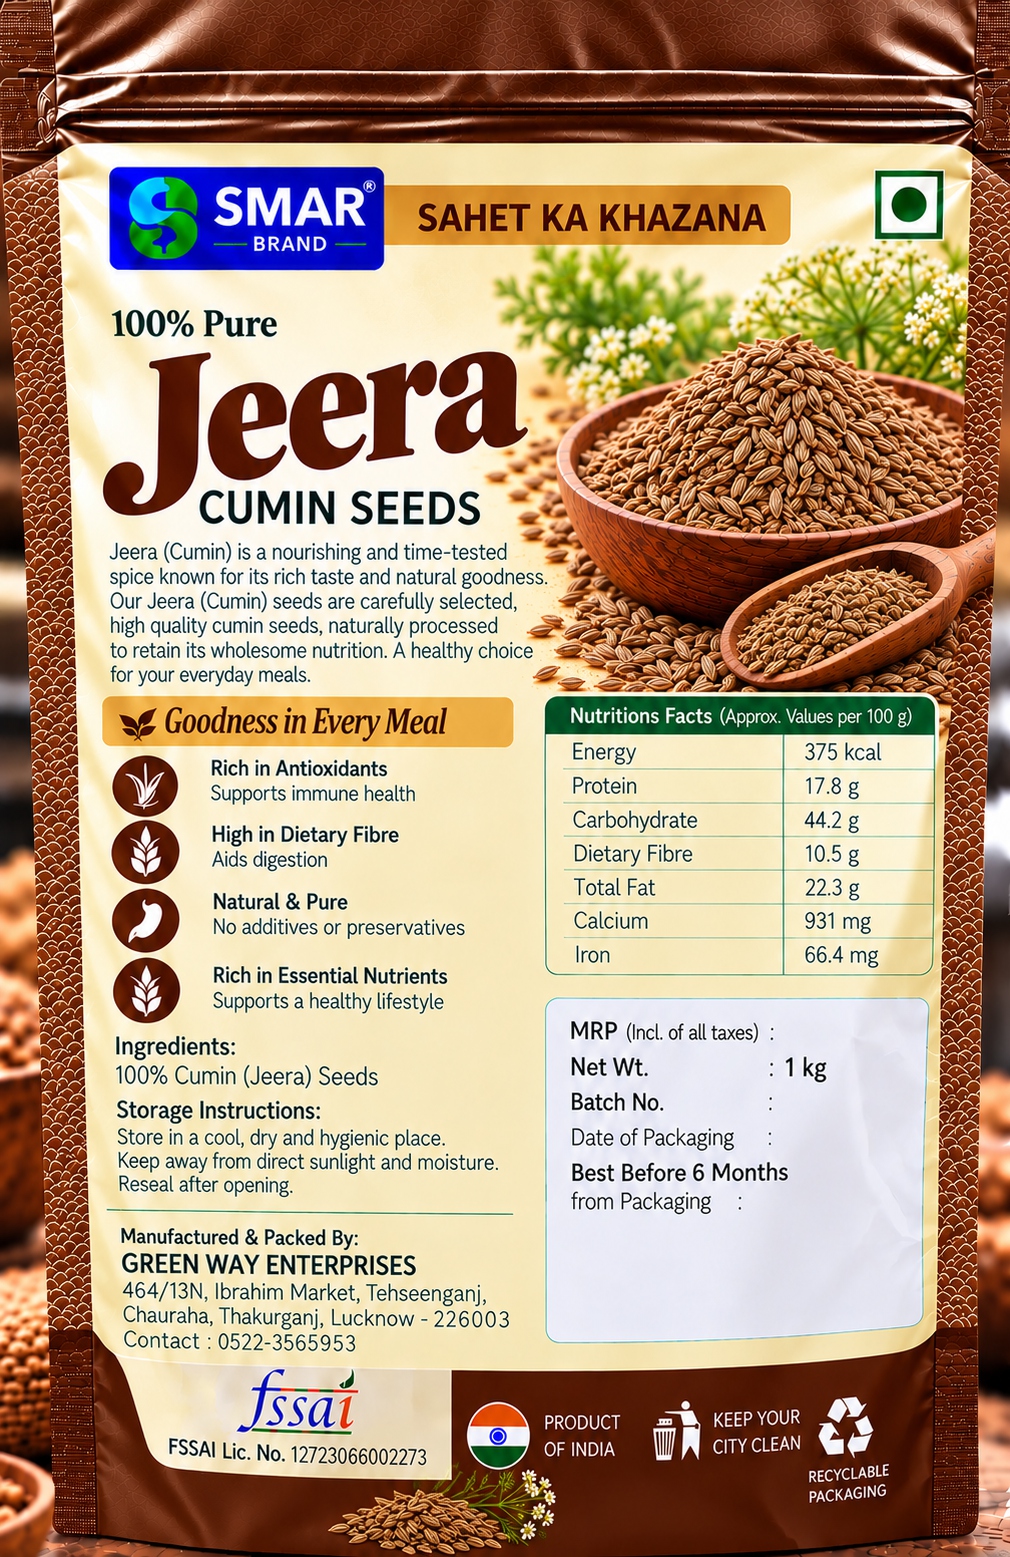 SMAR®
BRAND
SAHET KA KHAZANA
100% Pure
Jeera
CUMIN SEEDS
Jeera (Cumin) is a nourishing and time-tested
spice known for its rich taste and natural goodness.
Our Jeera (Cumin) seeds are carefully selected,
high quality cumin seeds, naturally processed
to retain its wholesome nutrition. A healthy choice
for your everyday meals.
Goodness in Every Meal
Rich in Antioxidants
Supports immune health
High in Dietary Fibre
Aids digestion
Natural & Pure
No additives or preservatives
Rich in Essential Nutrients
Supports a healthy lifestyle
Ingredients:
100% Cumin (Jeera) Seeds
Storage Instructions:
Store in a cool, dry and hygienic place.
Keep away from direct sunlight and moisture.
Reseal after opening.
Manufactured & Packed By:
GREEN WAY ENTERPRISES
464/13N, Ibrahim Market, Tehseenganj,
Chauraha, Thakurganj, Lucknow - 226003
Contact : 0522-3565953
Nutritions Facts (Approx. Values per 100 g)
Energy 375 kcal
Protein 17.8 g
Carbohydrate 44.2 g
Dietary Fibre 10.5 g
Total Fat 22.3 g
Calcium 931 mg
Iron 66.4 mg
MRP (Incl. of all taxes) :
Net Wt. : 1 kg
Batch No. :
Date of Packaging :
Best Before 6 Months
from Packaging :
fssai
FSSAI Lic. No. 12723066002273
PRODUCT
OF INDIA
KEEP YOUR
CITY CLEAN
RECYCLABLE
PACKAGING